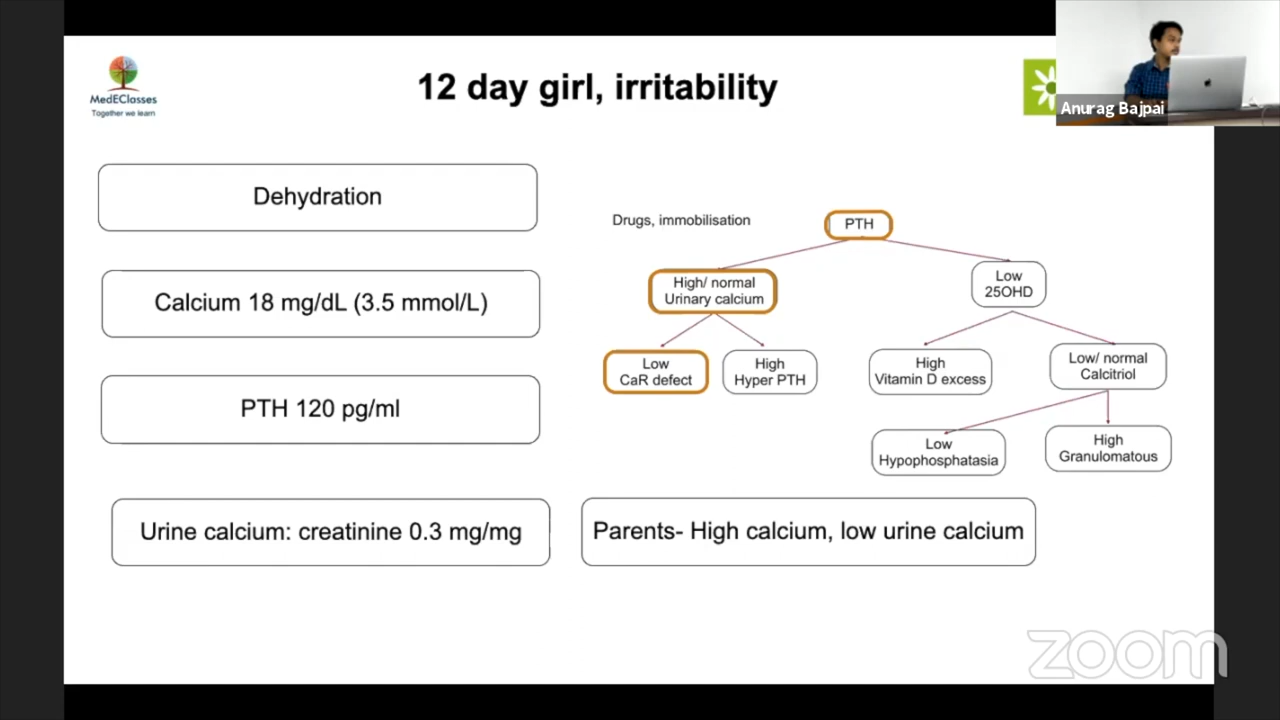 12 day girl, irritability
MedEClasses
Together we learn
Anurag Bajpai
Dehydration
Calcium 18 mg/dL (3.5 mmol/L)
PTH 120 pg/ml
Urine calcium: creatinine 0.3 mg/mg
Drugs, immobilisation
PTH
High/ normal
Urinary calcium
Low
25OHD
Low
CaR defect
High
Hyper PTH
High
Vitamin D excess
Low/ normal
Calcitriol
Low
Hypophosphatasia
High
Granulomatous
Parents- High calcium, low urine calcium
zoom